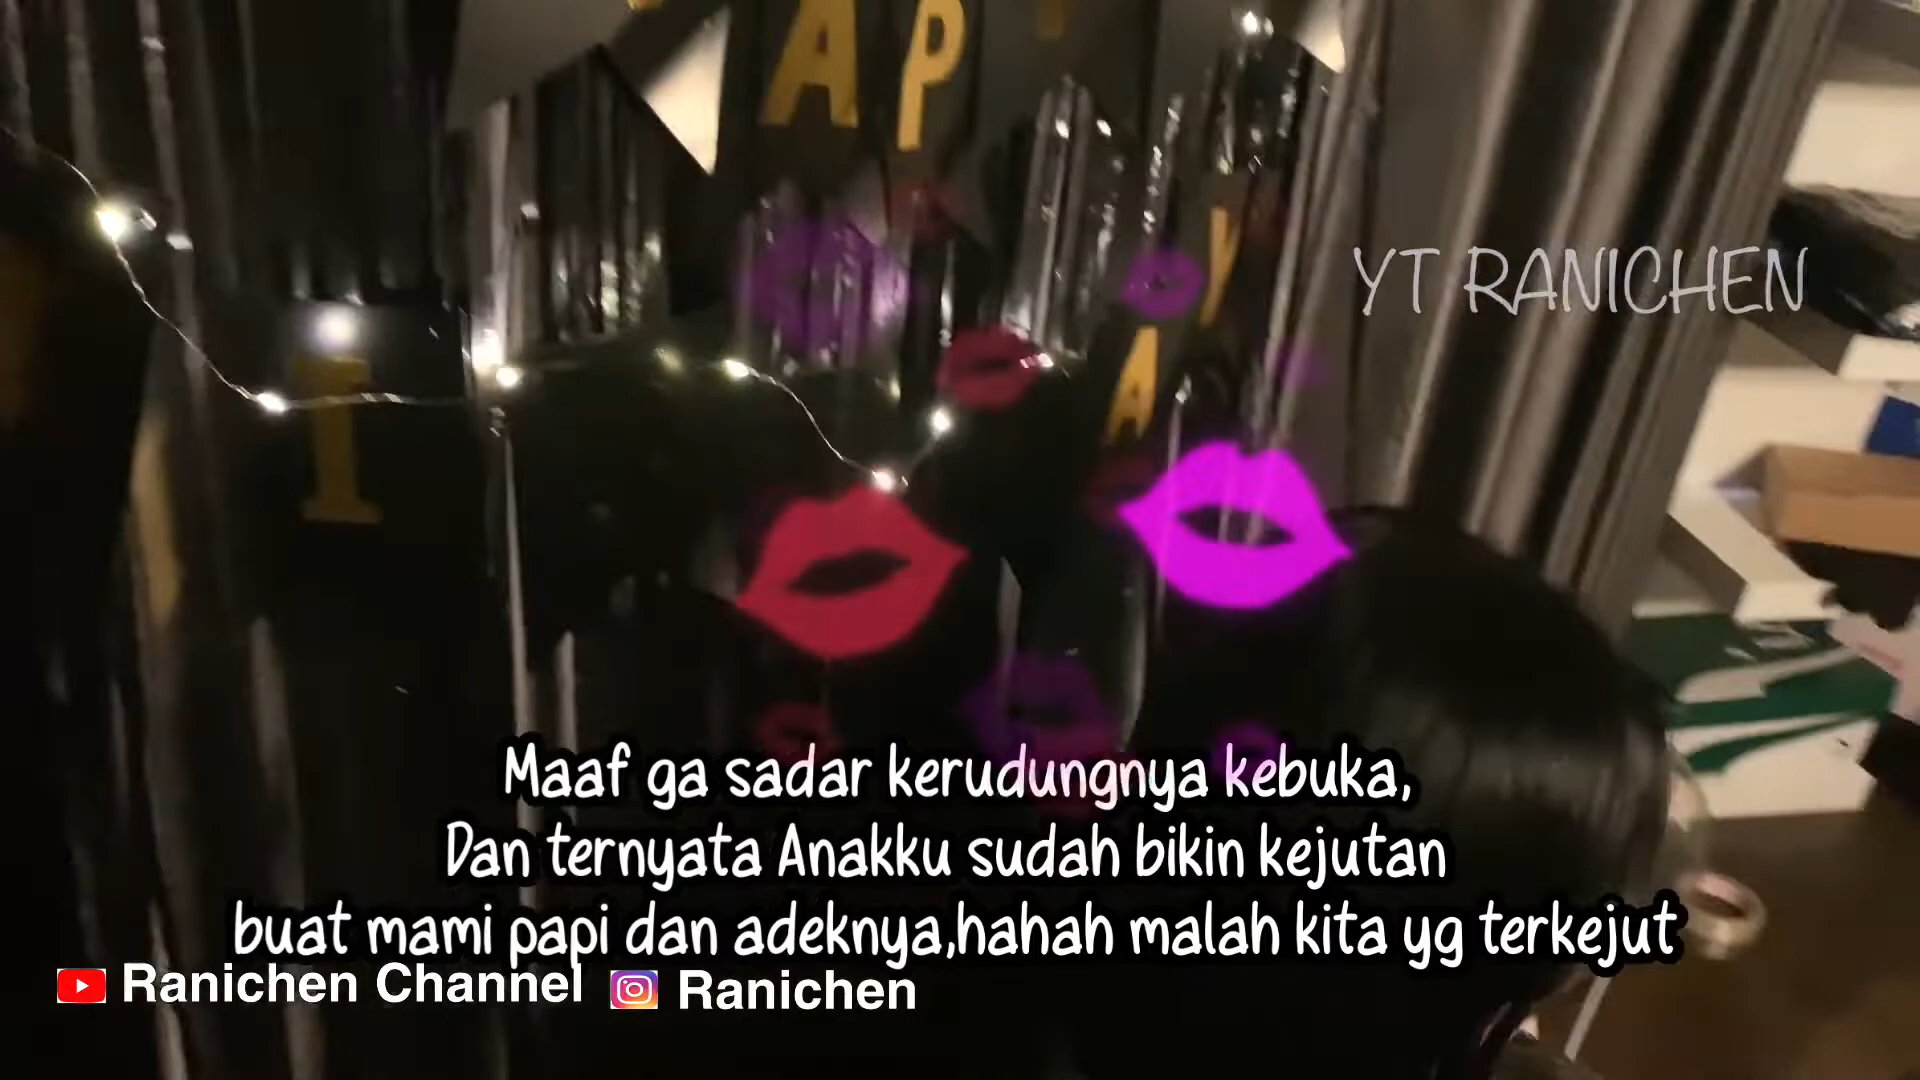 AP
Y
A
I
YT RANICHEN
Maaf ga sadar kerudungnya kebuka,
Dan ternyata Anakku sudah bikin kejutan
buat mami papi dan adeknya,hahah malah kita yg terkejut
Ranichen Channel
Ranichen